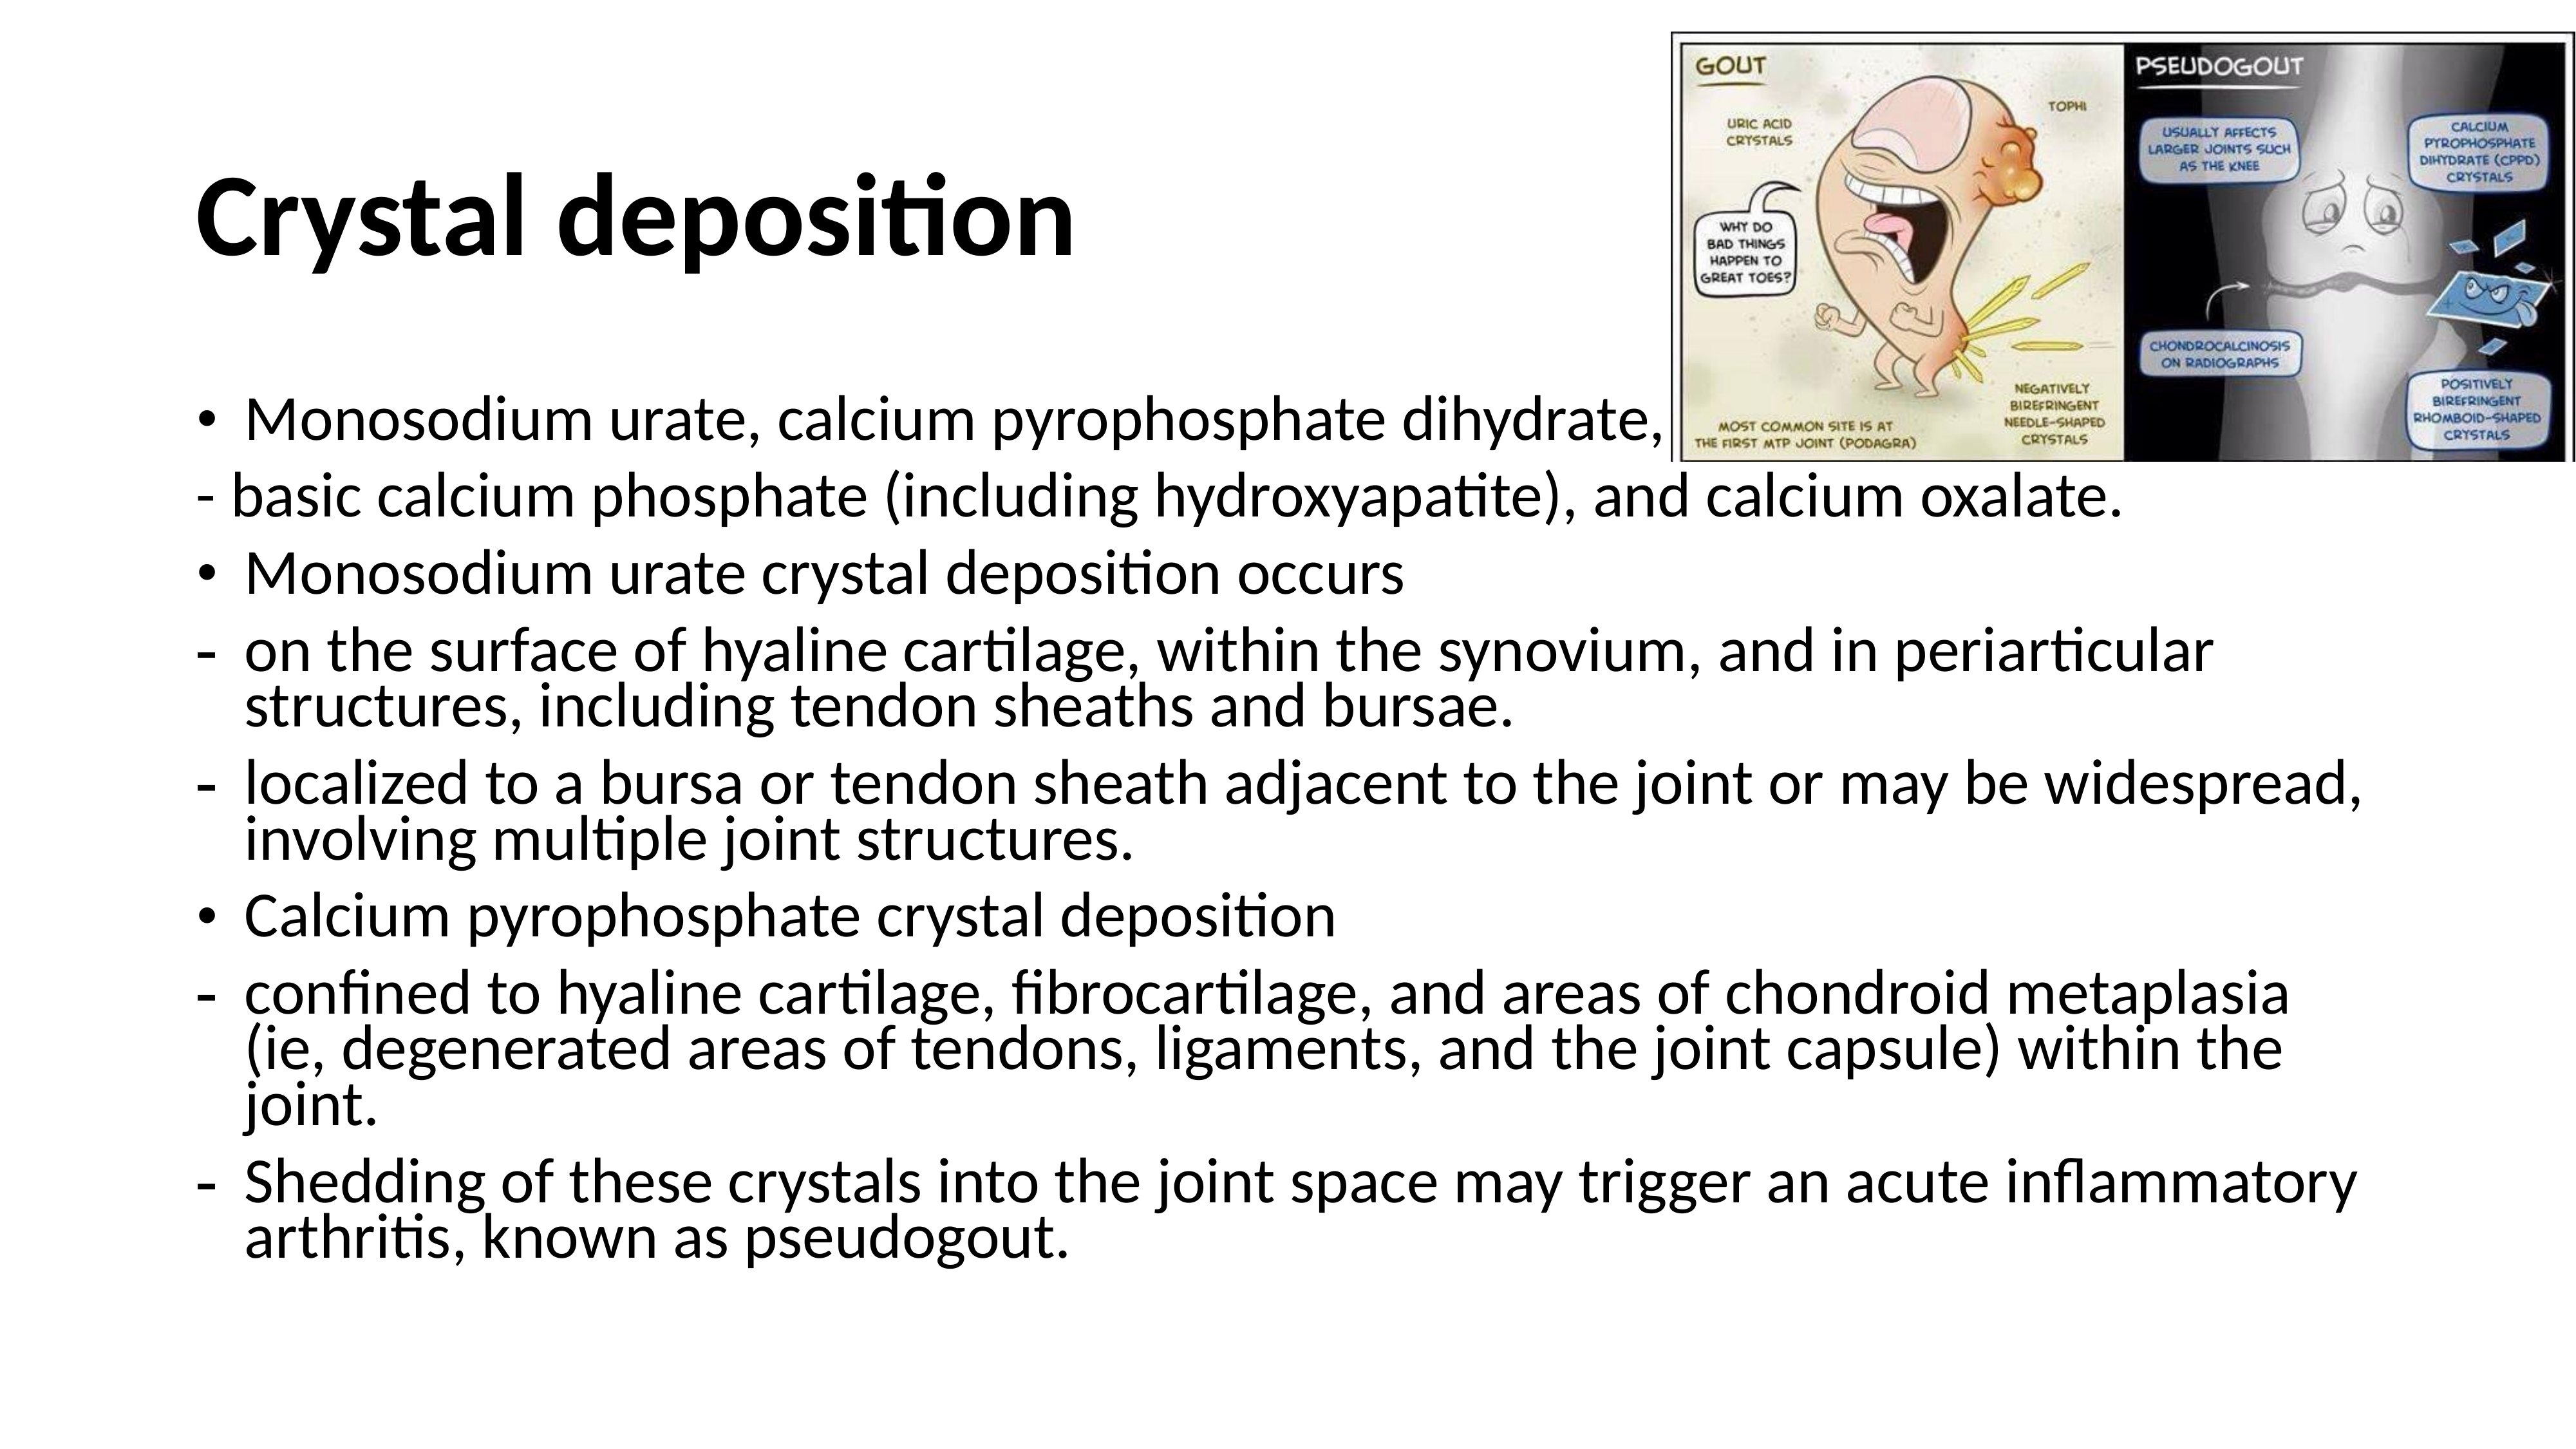 Crystal deposition
GOUT
URIC ACID
CRYSTALS
TOPHI
WHY DO
BAD THINGS
HAPPEN TO
GREAT TOES?
MOST COMMON SITE IS AT
THE FIRST MTP JOINT (PODAGRA)
NEGATIVELY
BIREFRINGENT
NEEDLE-SHAPED
CRYSTALS
PSEUDOGOUT
USUALLY AFFECTS
LARGER JOINTS SUCH
AS THE KNEE
CALCIUM
PYROPHOSPHATE
DIHYDRATE (CPPD)
CRYSTALS
CHONDROCALCINOSIS
ON RADIOGRAPHS
POSITIVELY
BIREFRINGENT
RHOMBOID-SHAPED
CRYSTALS
• Monosodium urate, calcium pyrophosphate dihydrate,
- basic calcium phosphate (including hydroxyapatite), and calcium oxalate.
• Monosodium urate crystal deposition occurs
- on the surface of hyaline cartilage, within the synovium, and in periarticular
structures, including tendon sheaths and bursae.
- localized to a bursa or tendon sheath adjacent to the joint or may be widespread,
involving multiple joint structures.
• Calcium pyrophosphate crystal deposition
- confined to hyaline cartilage, fibrocartilage, and areas of chondroid metaplasia
(ie, degenerated areas of tendons, ligaments, and the joint capsule) within the
joint.
- Shedding of these crystals into the joint space may trigger an acute inflammatory
arthritis, known as pseudogout.